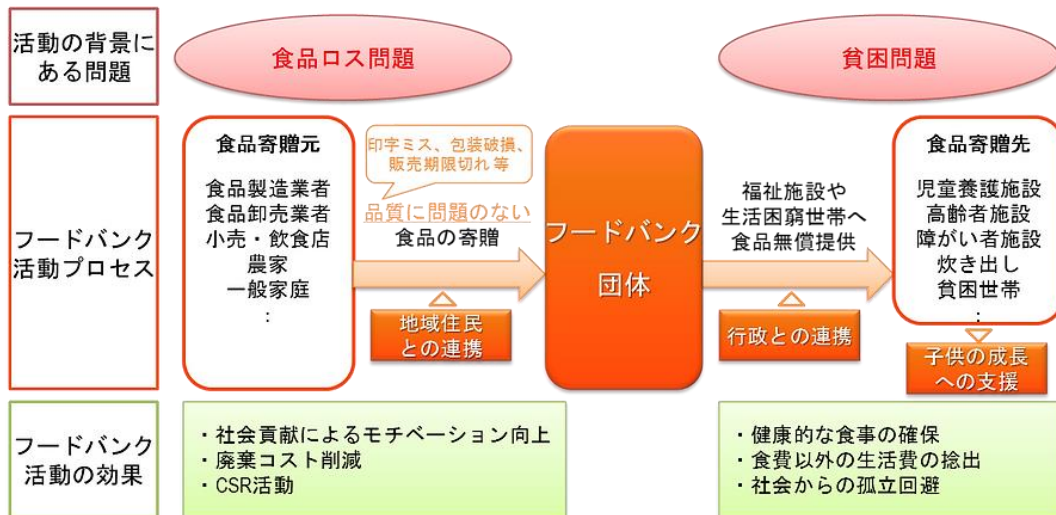 活動の背景に
ある問題
食品ロス問題
貧困問題
フードバンク
活動プロセス
食品寄贈元
食品製造業者
食品卸売業者
小売・飲食店
農家
一般家庭
:
印字ミス、包装破損、
販売期限切れ等
品質に問題のない
食品の寄贈
地域住民
との連携
フードバンク
団体
福祉施設や
生活困窮世帯へ
食品無償提供
行政との連携
食品寄贈先
児童養護施設
高齢者施設
障がい者施設
炊き出し
貧困世帯
:
子供の成長
への支援
フードバンク
活動の効果
・社会貢献によるモチベーション向上
・廃棄コスト削減
・CSR活動
・健康的な食事の確保
・食費以外の生活費の捻出
・社会からの孤立回避